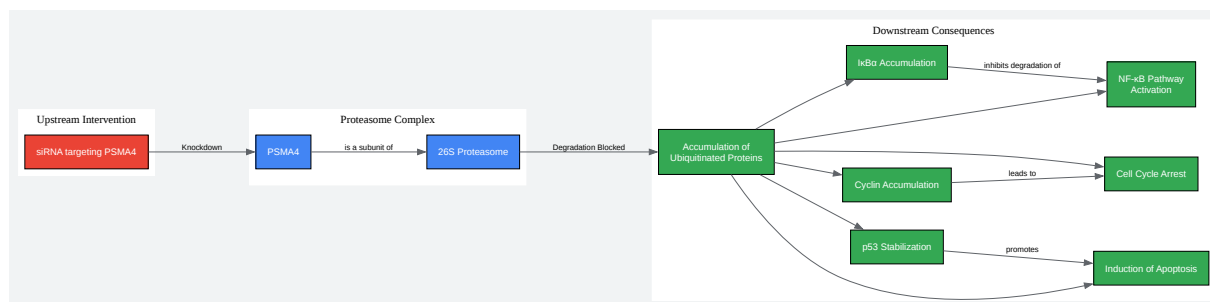 Downstream Consequences
IκBα Accumulation
inhibits degradation of
NF-κB Pathway
Activation
Upstream Intervention
siRNA targeting PSMA4
Knockdown
Proteasome Complex
PSMA4
is a subunit of
26S Proteasome
Degradation Blocked
Accumulation of
Ubiquitinated Proteins
Cyclin Accumulation
leads to
Cell Cycle Arrest
p53 Stabilization
promotes
Induction of Apoptosis